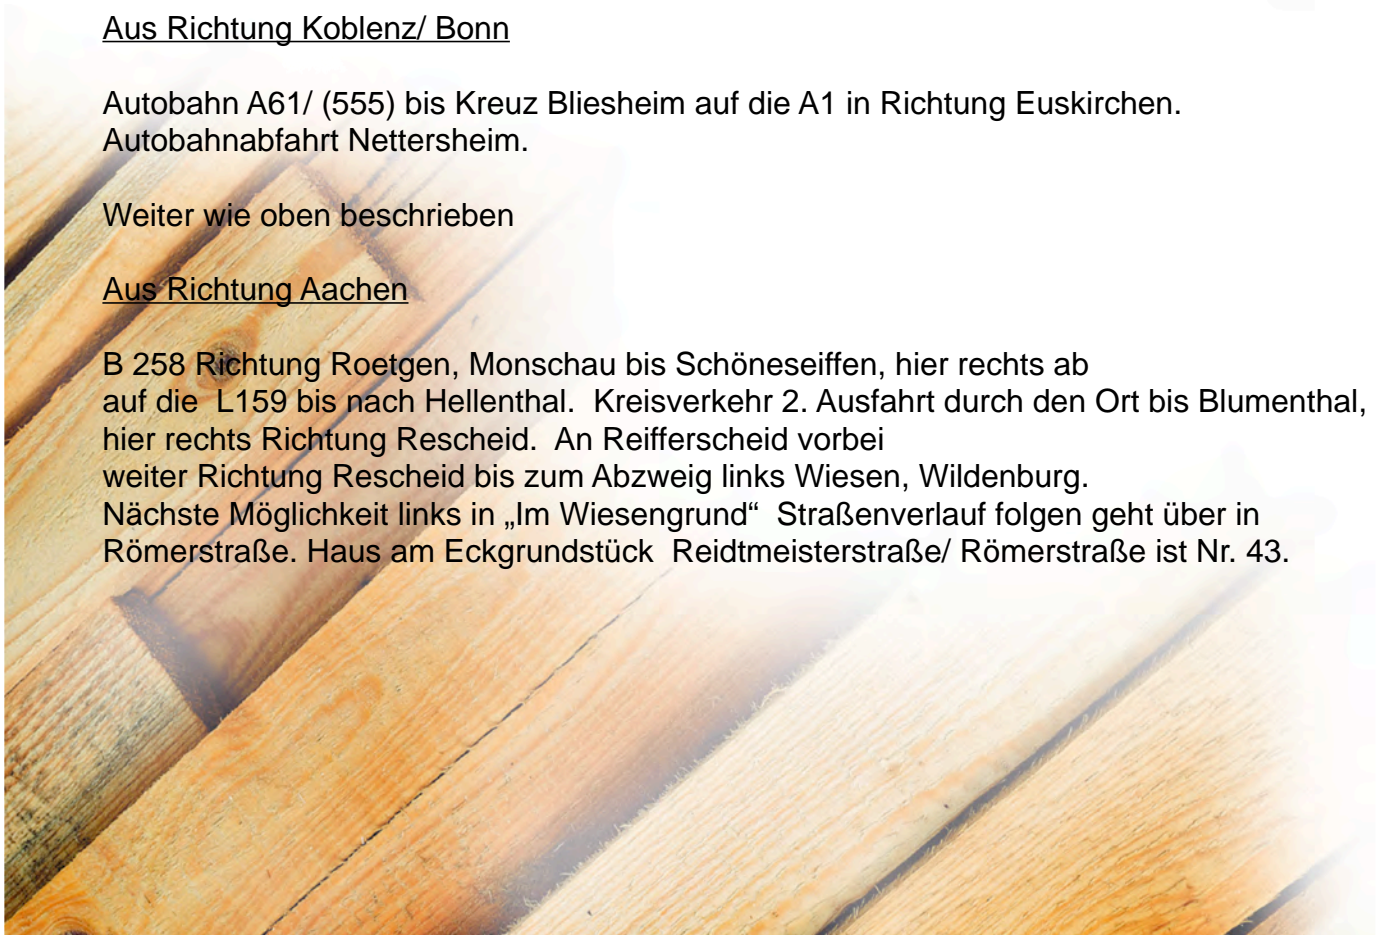 Aus Richtung Koblenz/ Bonn
Autobahn A61/ (555) bis Kreuz Bliesheim auf die A1 in Richtung Euskirchen.
Autobahnabfahrt Nettersheim.
Weiter wie oben beschrieben
Aus Richtung Aachen
B 258 Richtung Roetgen, Monschau bis Schöneseiffen, hier rechts ab
auf die  L159 bis nach Hellenthal.  Kreisverkehr 2. Ausfahrt durch den Ort bis Blumenthal,
hier rechts Richtung Rescheid.  An Reifferscheid vorbei
weiter Richtung Rescheid bis zum Abzweig links Wiesen, Wildenburg.
Nächste Möglichkeit links in „Im Wiesengrund“  Straßenverlauf folgen geht über in
Römerstraße. Haus am Eckgrundstück  Reidtmeisterstraße/ Römerstraße ist Nr. 43.